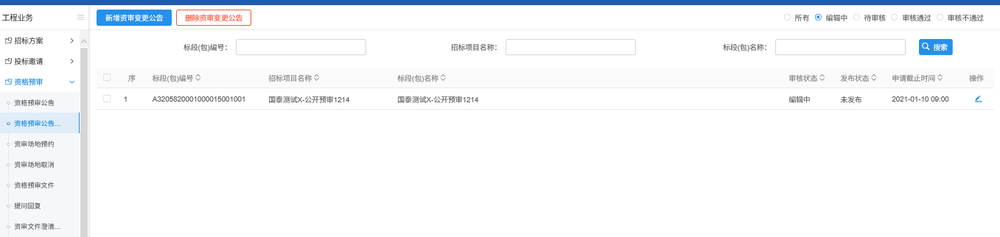 工程业务
新增资审变更公告 删除资审变更公告 所有 编辑中 待审核 审核通过 审核不通过
招标方案
投标邀请
资格预审
资格预审公告
资格预审公告...
资审场地预约
资审场地取消
资格预审文件
提问回复
资审文件澄清...
标段(包)编号: 招标项目名称: 标段(包)名称: 搜索
序 标段(包)编号 招标项目名称 标段(包)名称 审核状态 发布状态 申请截止时间 操作
1 A3205820001000015001001 国泰测试X-公开预审1214 国泰测试X-公开预审1214 编辑中 未发布 2021-01-10 09:00